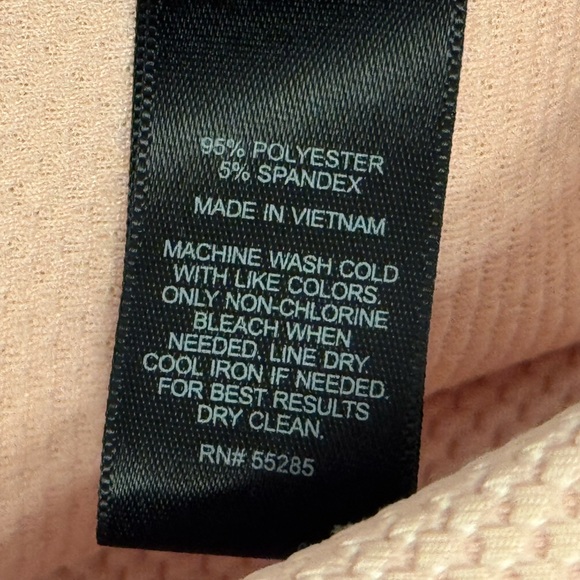 95% POLYESTER
5% SPANDEX
MADE IN VIETNAM
MACHINE WASH COLD
WITH LIKE COLORS.
ONLY NON-CHLORINE
BLEACH WHEN
NEEDED. LINE DRY.
COOL IRON IF NEEDED.
FOR BEST RESULTS
DRY CLEAN.
RN# 55285